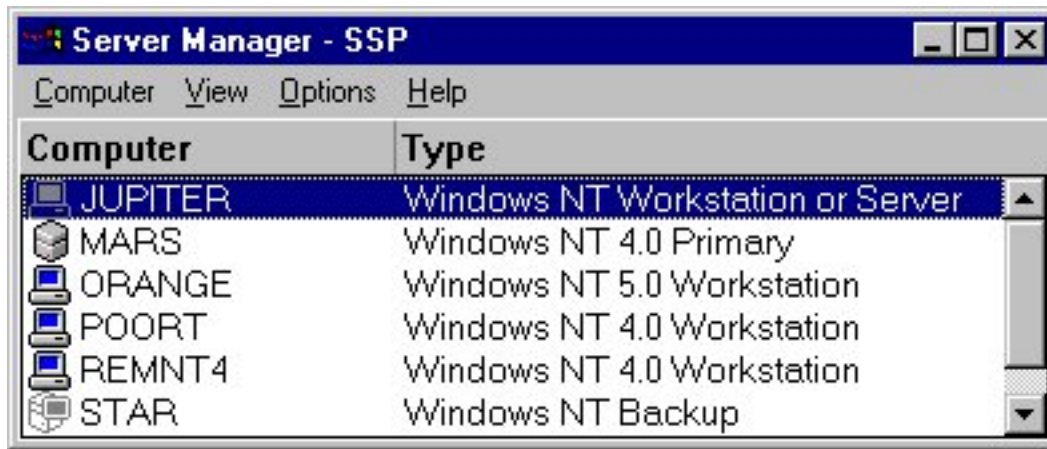 Server Manager - SSP
Computer View Options Help
Computer Type
JUPITER Windows NT Workstation or Server
MARS Windows NT 4.0 Primary
ORANGE Windows NT 5.0 Workstation
POORT Windows NT 4.0 Workstation
REMNT4 Windows NT 4.0 Workstation
STAR Windows NT Backup